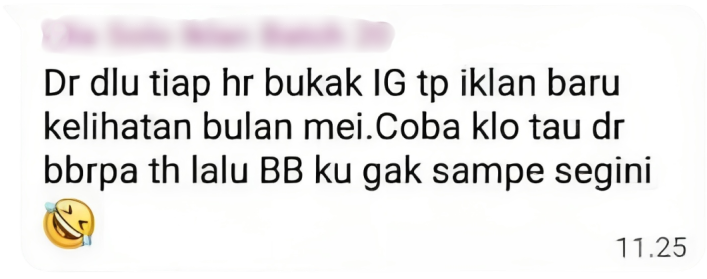 Dr dlu tiap hr bukak IG tp iklan baru
kelihatan bulan mei.Coba klo tau dr
bbrpa th lalu BB ku gak sampe segini
🤣
11.25